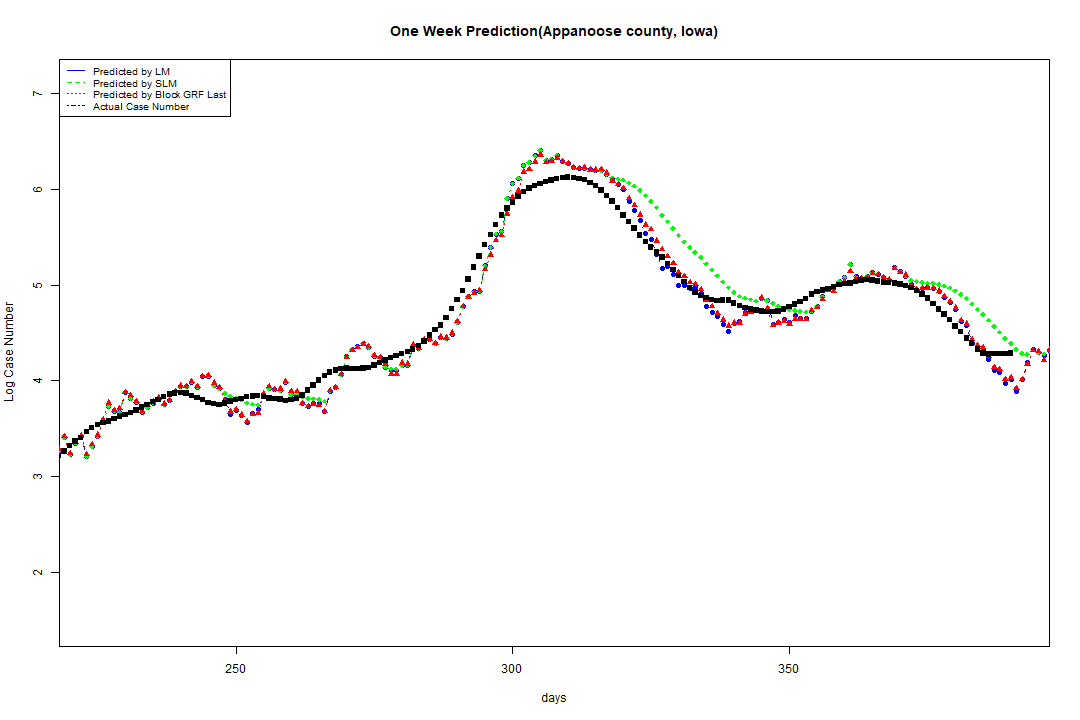 One Week Prediction(Appanoose county, Iowa)
Predicted by LM
Predicted by SLM
Predicted by Block GRF Last
Actual Case Number
7
6
5
4
3
2
Log Case Number
250
300
350
days